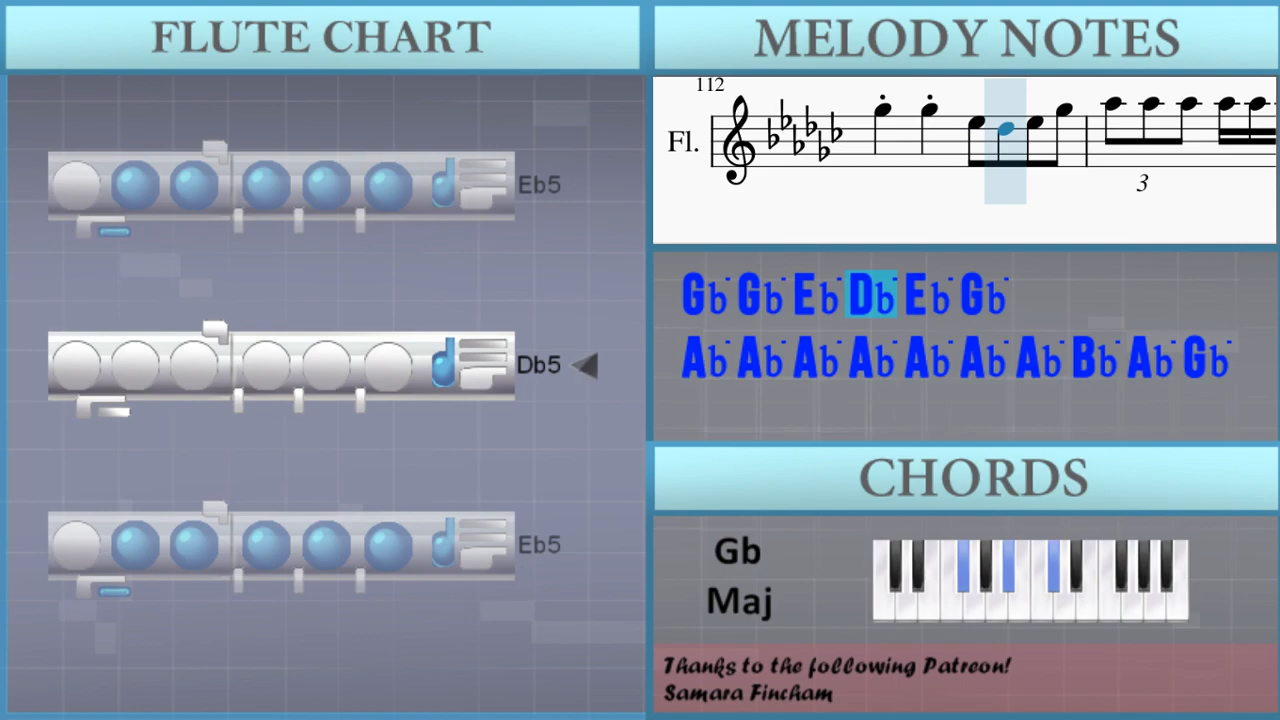 FLUTE CHART
Eb5
Db5
Eb5
MELODY NOTES
112
Fl.
3
Gb Gb Eb Db Eb Gb
Ab Ab Ab Ab Ab Ab Ab Bb Ab Gb
CHORDS
Gb
Maj
Thanks to the following Patreon!
Samara Fincham